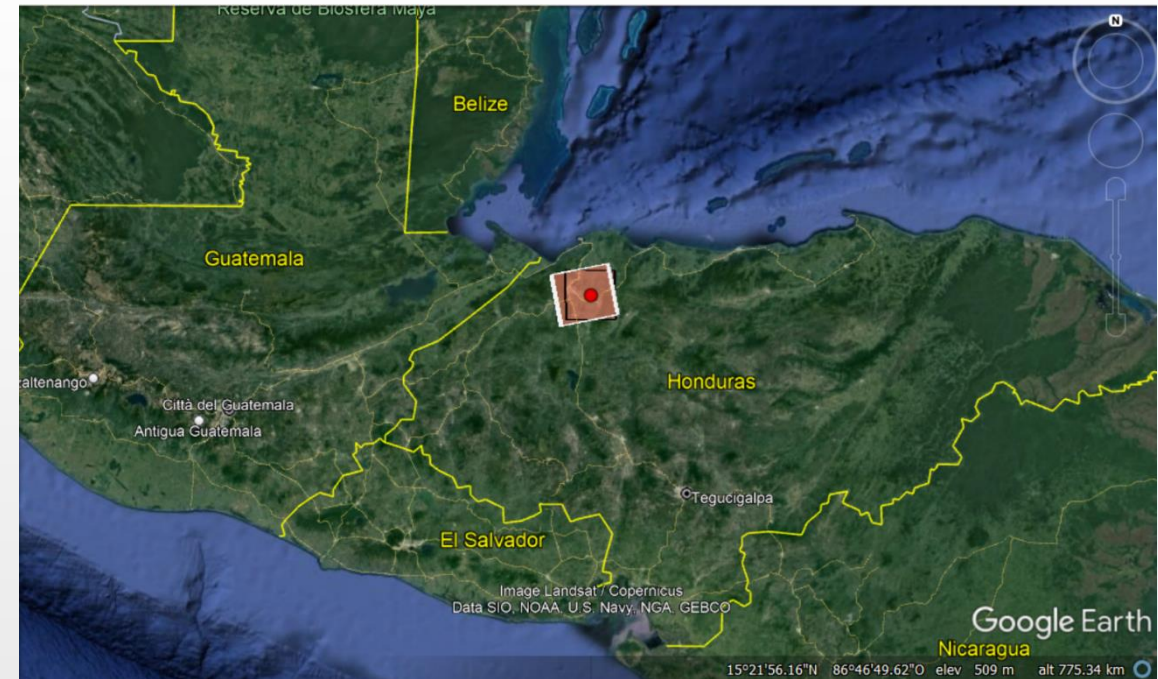 Reserva de Biosfera Maya
N
Belize
Guatemala
Honduras
zaltenango
Città del Guatemala
Antigua Guatemala
Tegucigalpa
El Salvador
Image Landsat / Copernicus
Data SIO, NOAA, U.S. Navy, NGA, GEBCO
Google Earth
Nicaragua
15°21'56.16"N 86°46'49.62"O elev 509 m alt 775.34 km